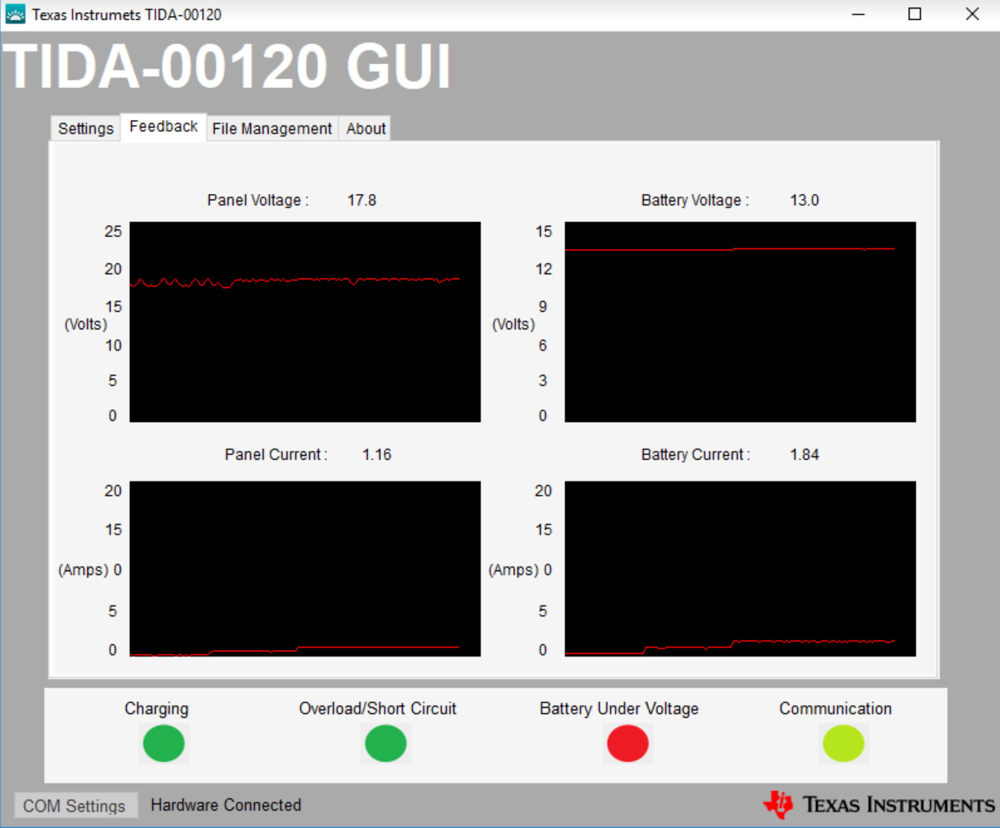 Texas Instrumets TIDA-00120
TIDA-00120 GUI
Settings Feedback File Management About
Panel Voltage : 17.8
25
20
15
(Volts)
10
5
0
Battery Voltage : 13.0
15
12
9
(Volts)
6
3
0
Panel Current : 1.16
20
15
(Amps) 0
5
0
Battery Current : 1.84
20
15
(Amps) 0
5
0
Charging Overload/Short Circuit Battery Under Voltage Communication
COM Settings Hardware Connected
TEXAS INSTRUMENTS